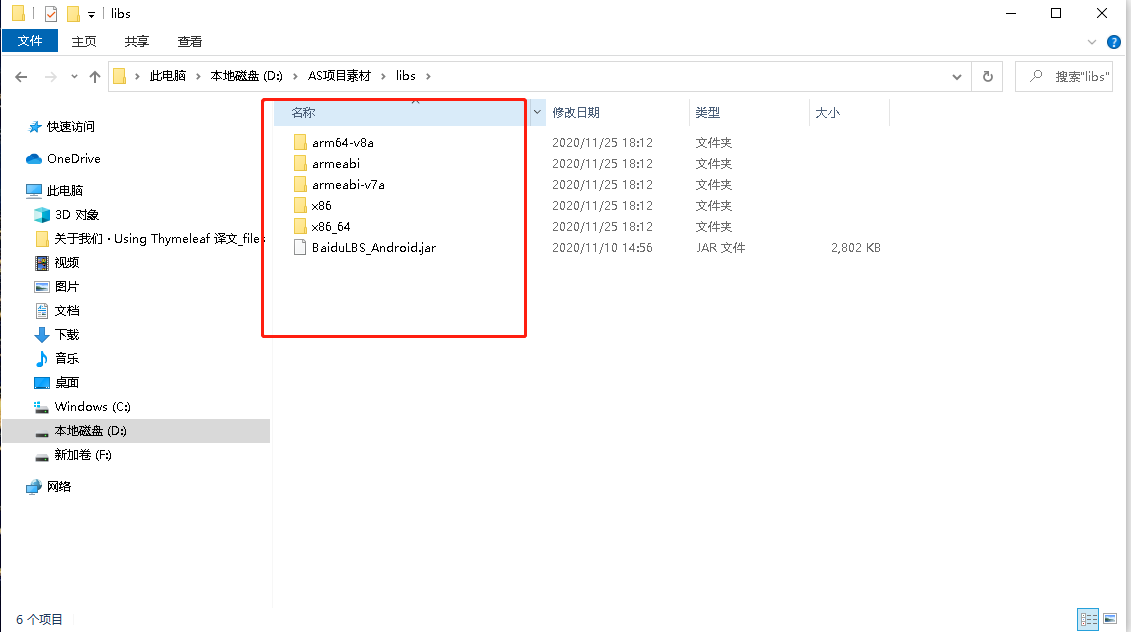 libs
文件 主页 共享 查看
此电脑 本地磁盘 (D:) AS项目素材 libs 搜索"libs"
名称 修改日期 类型 大小
快速访问
OneDrive
此电脑
3D 对象
关于我们 · Using Thymeleaf 译文_files
视频
图片
文档
下载
音乐
桌面
Windows (C:)
本地磁盘 (D:)
新加卷 (F:)
网络
arm64-v8a 2020/11/25 18:12 文件夹
armeabi 2020/11/25 18:12 文件夹
armeabi-v7a 2020/11/25 18:12 文件夹
x86 2020/11/25 18:12 文件夹
x86_64 2020/11/25 18:12 文件夹
BaiduLBS_Android.jar 2020/11/10 14:56 JAR 文件 2,802 KB
6 个项目